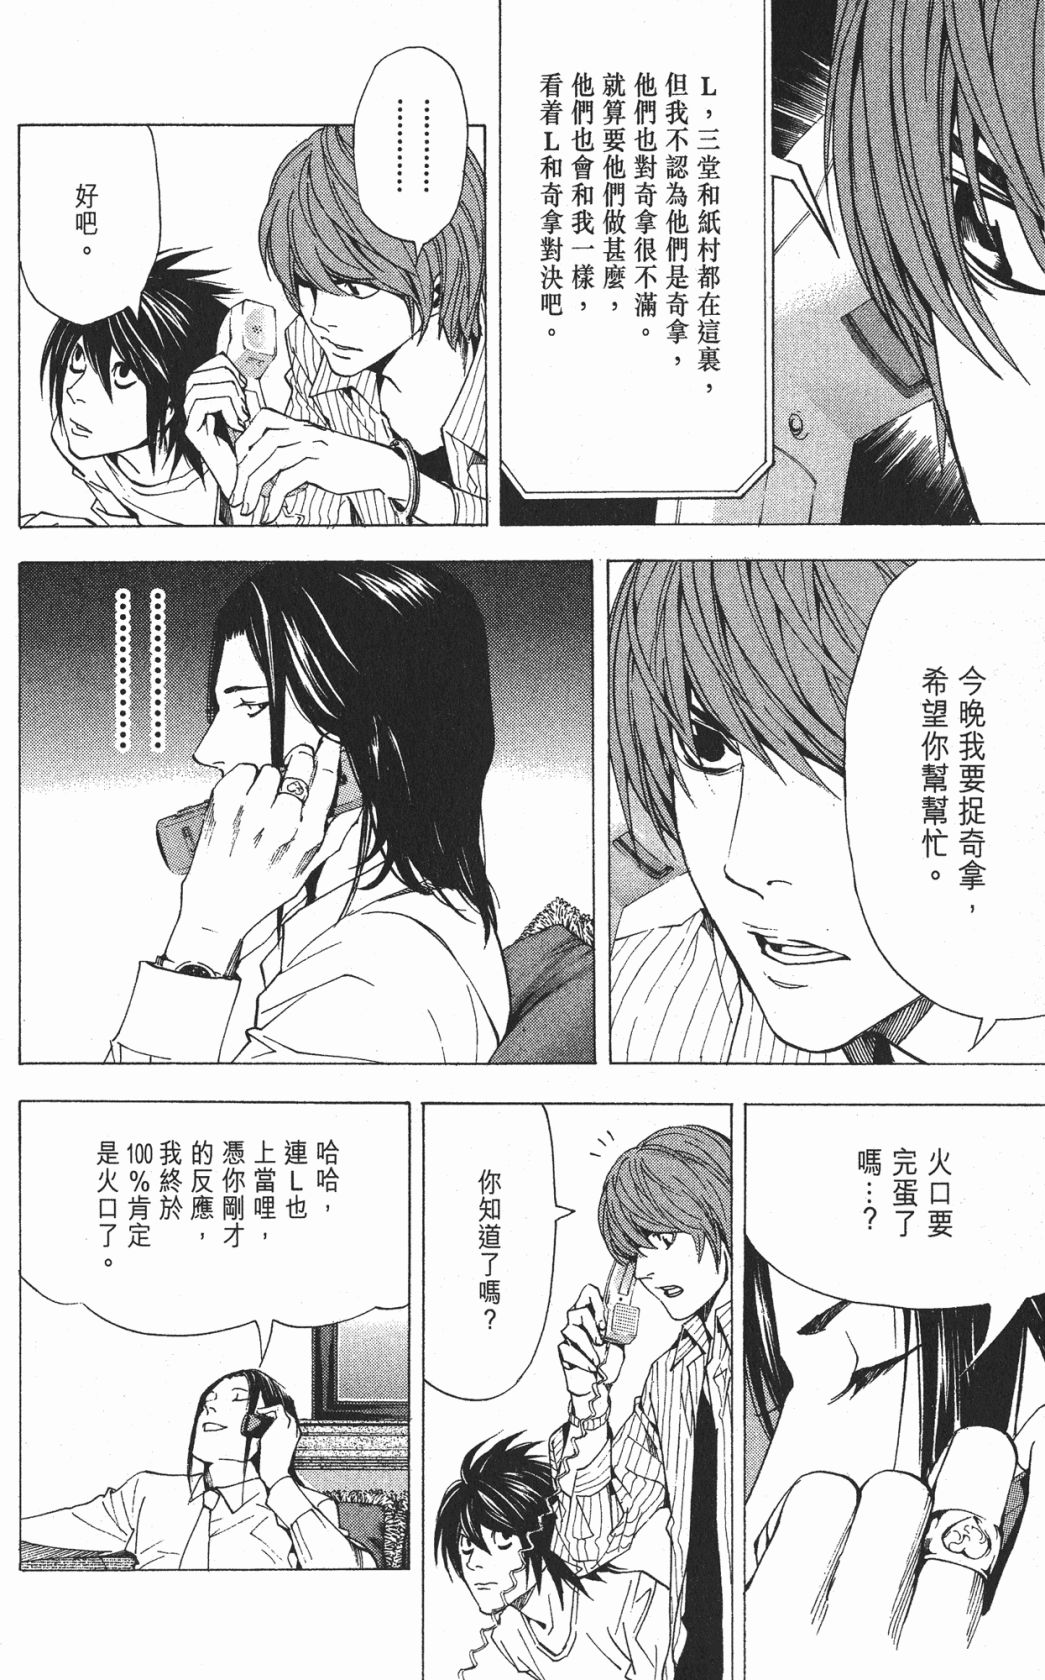 L，三堂和紙村都在這裏，
但我不認為他們是奇拿，
他們也對奇拿很不滿。
就算要他們做甚麼，
他們也會和我一樣，
看着L和奇拿對決吧。
…………
…………
好吧。
今晚我要捉奇拿，
希望你幫幫忙。
………………
………………
火口要
完蛋了
嗎…？
你知道了嗎？
哈哈，
連L也
上當哩，
憑你剛才
的反應，
我終於
100%肯定
是火口了。